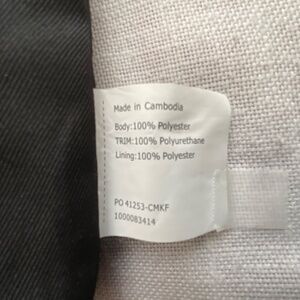 Made in Cambodia
Body:100% Polyester
TRIM:100% Polyurethane
Lining:100% Polyester
PO 41253-CMKF
1000083414